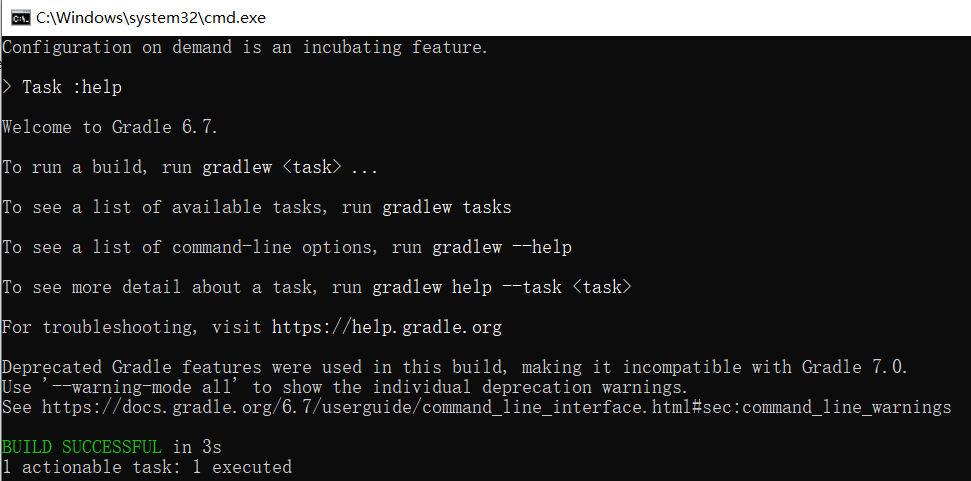 C:\Windows\system32\cmd.exe
Configuration on demand is an incubating feature.
> Task :help
Welcome to Gradle 6.7.
To run a build, run gradlew <task> ...
To see a list of available tasks, run gradlew tasks
To see a list of command-line options, run gradlew --help
To see more detail about a task, run gradlew help --task <task>
For troubleshooting, visit https://help.gradle.org
Deprecated Gradle features were used in this build, making it incompatible with Gradle 7.0.
Use '--warning-mode all' to show the individual deprecation warnings.
See https://docs.gradle.org/6.7/userguide/command_line_interface.html#sec:command_line_warnings
BUILD SUCCESSFUL in 3s
1 actionable task: 1 executed